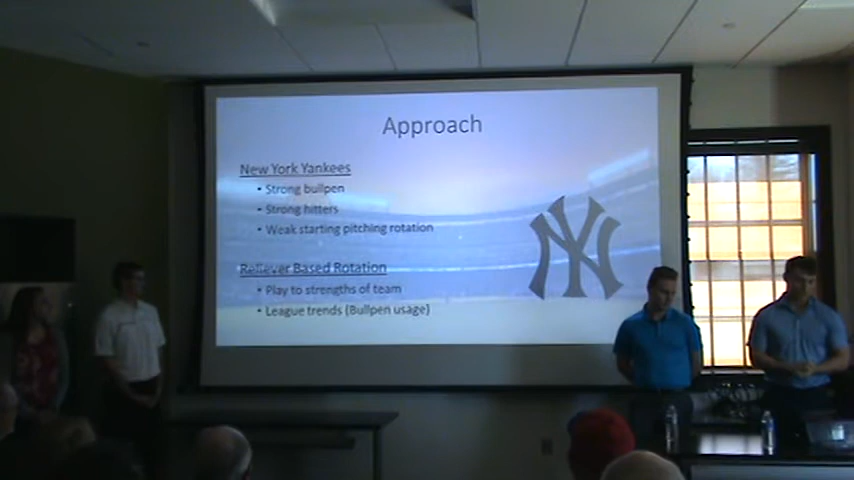 Approach
New York Yankees
• Strong bullpen
• Strong hitters
• Weak starting pitching rotation
Reliever Based Rotation
• Play to strengths of team
• League trends (Bullpen usage)
NY